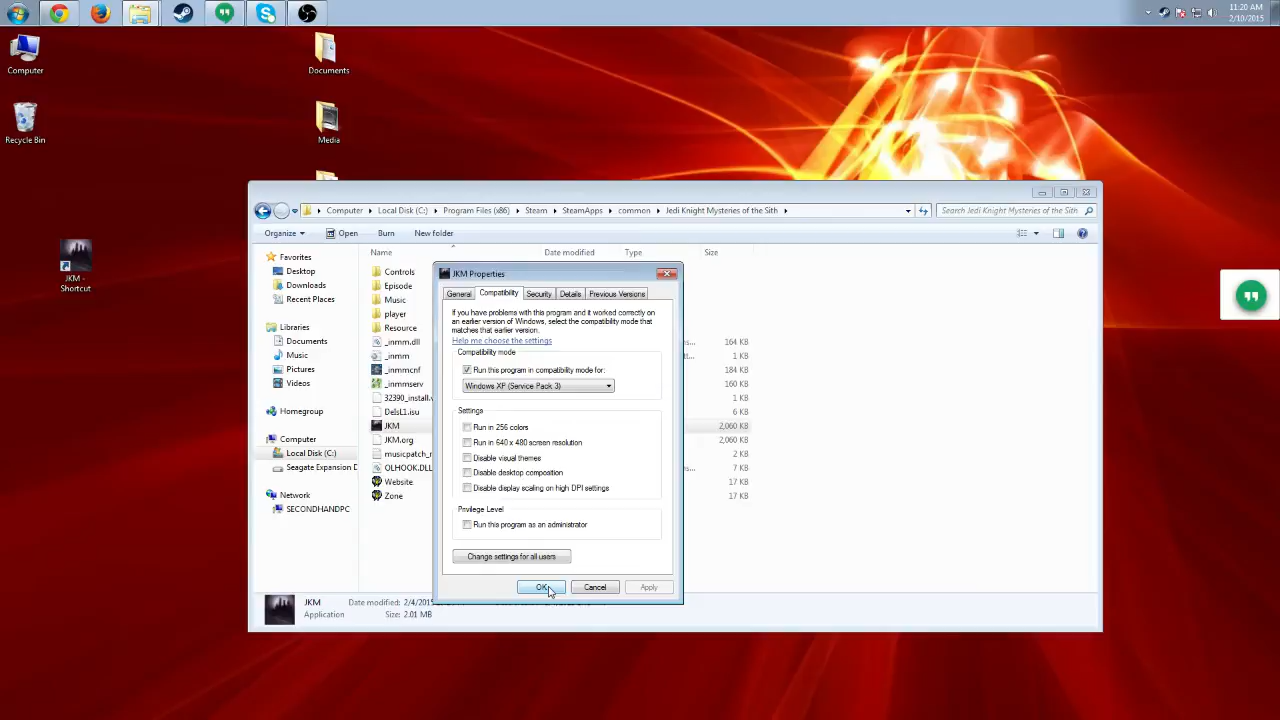 11:20 AM
2/10/2015
Computer
Documents
Recycle Bin
Media
JKM -
Shortcut
Computer
Local Disk (C:)
Program Files (x86)
Steam
SteamApps
common
Jedi Knight Mysteries of the Sith
Search Jedi Knight Mysteries of the Sith
Organize
Open
Burn
New folder
Favorites
Desktop
Downloads
Recent Places
Libraries
Documents
Music
Pictures
Videos
Homegroup
Computer
Local Disk (C:)
Seagate Expansion D
Network
SECONDHANDPC
Name
Date modified
Type
Size
Controls
Episode
Music
player
Resource
_inmm.dll
164 KB
_inmm
1 KB
_inmmcnf
184 KB
_inmmserv
160 KB
32390_install.v
1 KB
DelsL1.isu
6 KB
JKM
2,060 KB
JKM.org
2,060 KB
musicpatch_r
2 KB
OLHOOK.DLL
7 KB
Website
17 KB
Zone
17 KB
JKM Properties
General
Compatibility
Security
Details
Previous Versions
If you have problems with this program and it worked correctly on
an earlier version of Windows, select the compatibility mode that
matches that earlier version.
Help me choose the settings
Compatibility mode
Run this program in compatibility mode for:
Windows XP (Service Pack 3)
Settings
Run in 256 colors
Run in 640 x 480 screen resolution
Disable visual themes
Disable desktop composition
Disable display scaling on high DPI settings
Privilege Level
Run this program as an administrator
Change settings for all users
OK
Cancel
Apply
JKM
Date modified: 2/4/201
Application
Size: 2.01 MB